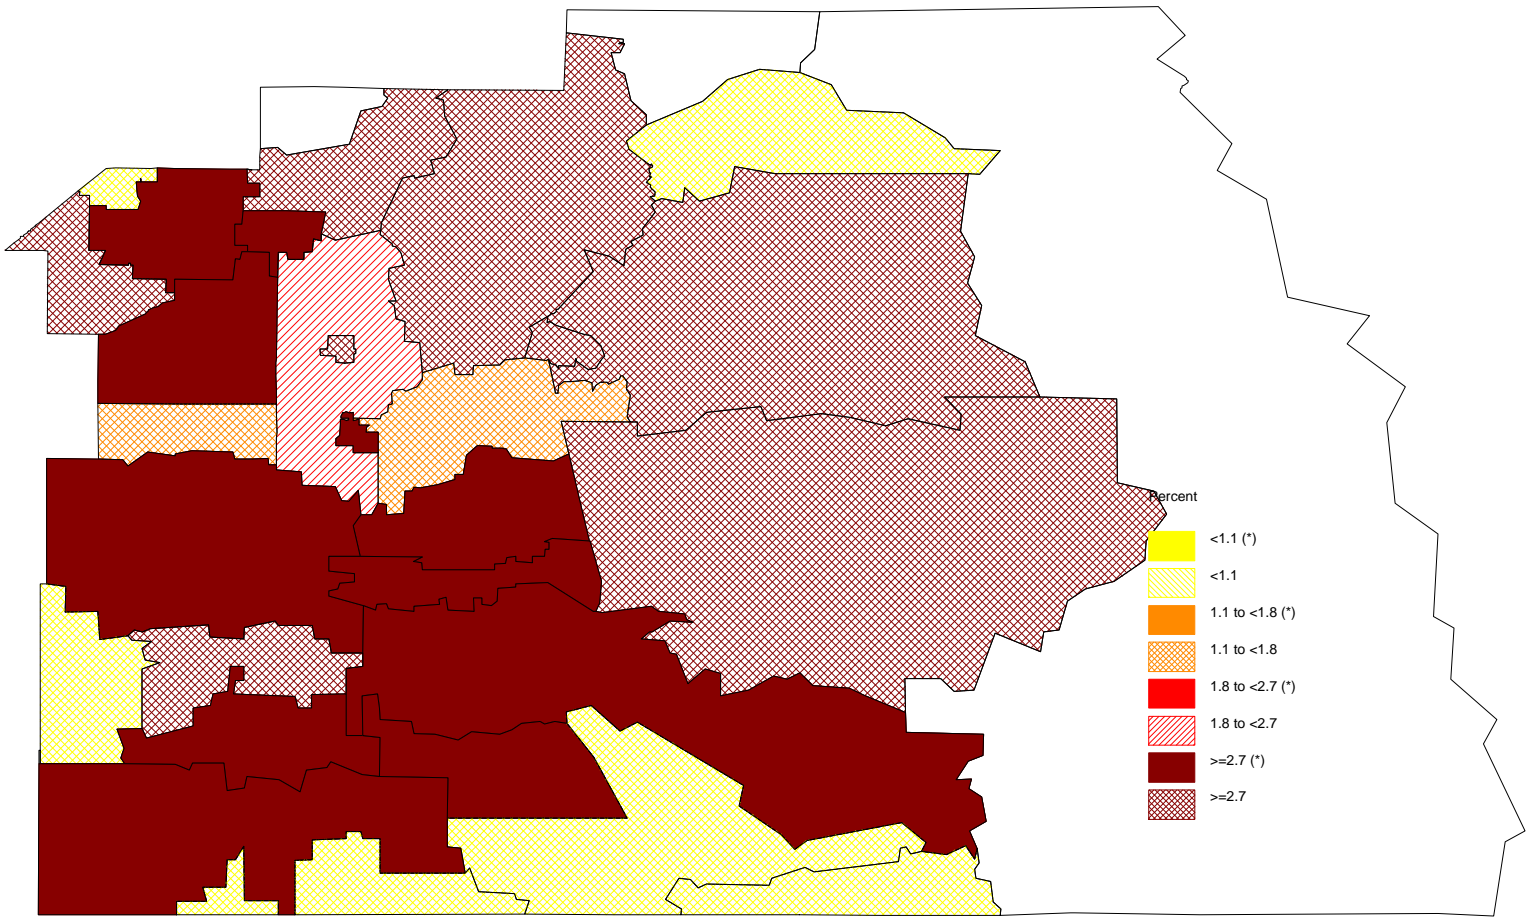 Percent
<1.1 (*)
<1.1
1.1 to <1.8 (*)
1.1 to <1.8
1.8 to <2.7 (*)
1.8 to <2.7
>=2.7 (*)
>=2.7